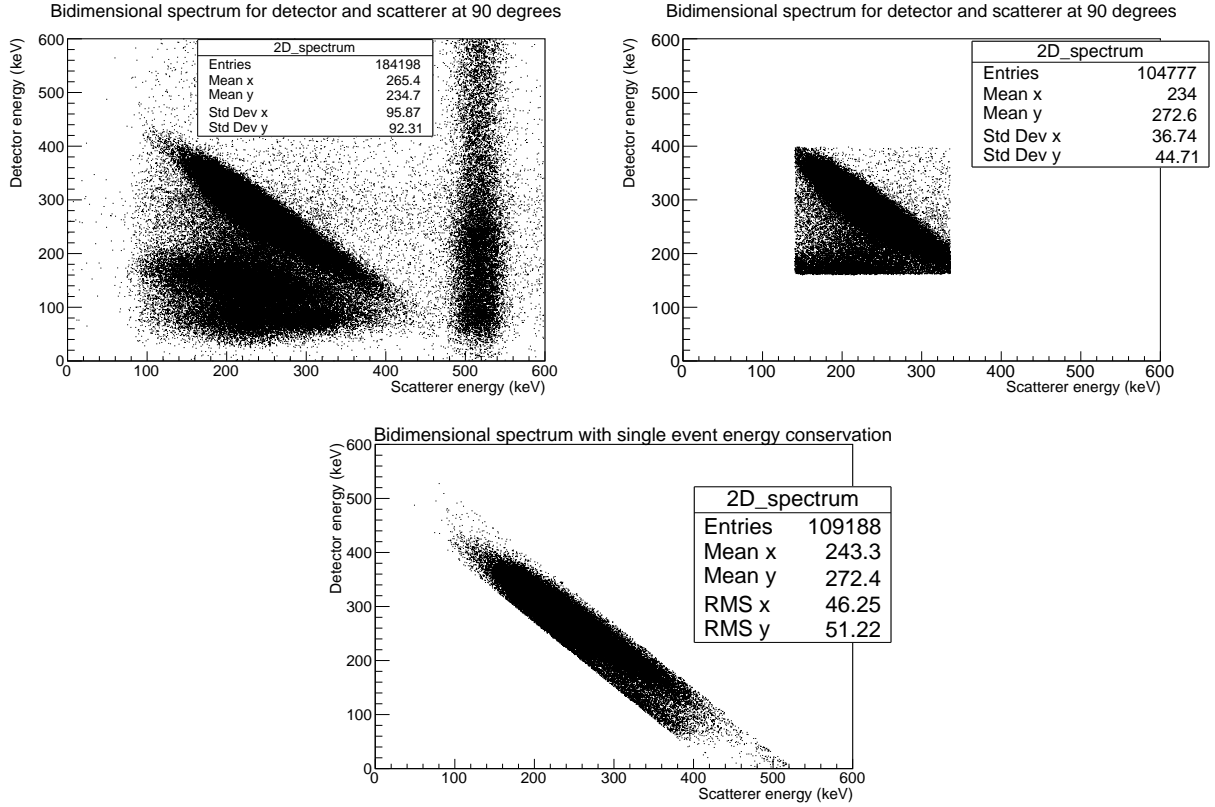 Bidimensional spectrum for detector and scatterer at 90 degrees
Detector energy (keV)
600
500
400
300
200
100
0
2D_spectrum
Entries 184198
Mean x 265.4
Mean y 234.7
Std Dev x 95.87
Std Dev y 92.31
0 100 200 300 400 500 600
Scatterer energy (keV)
Bidimensional spectrum for detector and scatterer at 90 degrees
Detector energy (keV)
600
500
400
300
200
100
0
2D_spectrum
Entries 104777
Mean x 234
Mean y 272.6
Std Dev x 36.74
Std Dev y 44.71
0 100 200 300 400 500 600
Scatterer energy (keV)
Bidimensional spectrum with single event energy conservation
Detector energy (keV)
600
500
400
300
200
100
0
2D_spectrum
Entries 109188
Mean x 243.3
Mean y 272.4
RMS x 46.25
RMS y 51.22
0 100 200 300 400 500 600
Scatterer energy (keV)